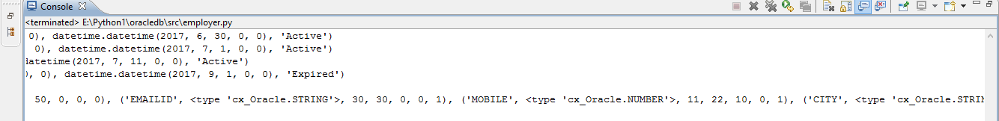 Console
<terminated> E:\Python1\oracledb\src\employer.py
0), datetime.datetime(2017, 6, 30, 0, 0), 'Active')
0), datetime.datetime(2017, 7, 1, 0, 0), 'Active')
datetime(2017, 7, 11, 0, 0), 'Active')
), 0), datetime.datetime(2017, 9, 1, 0, 0), 'Expired')
50, 0, 0, 0), ('EMAILID', <type 'cx_Oracle.STRING'>, 30, 30, 0, 0, 1), ('MOBILE', <type 'cx_Oracle.NUMBER'>, 11, 22, 10, 0, 1), ('CITY', <type 'cx_Oracle.STRIN